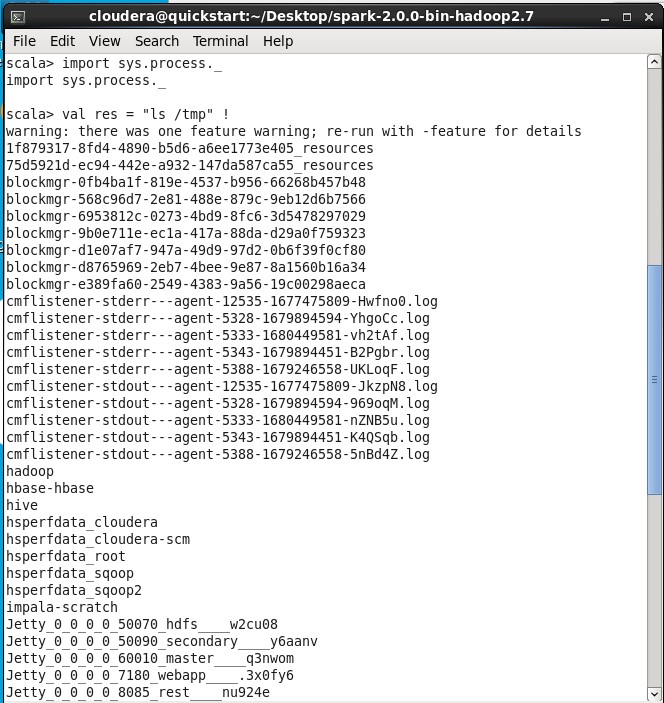 cloudera@quickstart:~/Desktop/spark-2.0.0-bin-hadoop2.7
File Edit View Search Terminal Help
scala> import sys.process._
import sys.process._
scala> val res = "ls /tmp" !
warning: there was one feature warning; re-run with -feature for details
1f879317-8fd4-4890-b5d6-a6ee1773e405_resources
75d5921d-ec94-442e-a932-147da587ca55_resources
blockmgr-0fb4ba1f-819e-4537-b956-66268b457b48
blockmgr-568c96d7-2e81-488e-879c-9eb12d6b7566
blockmgr-6953812c-0273-4bd9-8fc6-3d5478297029
blockmgr-9b0e711e-ec1a-417a-88da-d29a0f759323
blockmgr-d1e07af7-947a-49d9-97d2-0b6f39f0cf80
blockmgr-d8765969-2eb7-4bee-9e87-8a1560b16a34
blockmgr-e389fa60-2549-4383-9a56-19c00298aeca
cmflistener-stderr---agent-12535-1677475809-Hwfno0.log
cmflistener-stderr---agent-5328-1679894594-YhgoCc.log
cmflistener-stderr---agent-5333-1680449581-vh2tAf.log
cmflistener-stderr---agent-5343-1679894451-B2Pgbr.log
cmflistener-stderr---agent-5388-1679246558-UKLoqF.log
cmflistener-stdout---agent-12535-1677475809-JkzpN8.log
cmflistener-stdout---agent-5328-1679894594-969oqM.log
cmflistener-stdout---agent-5333-1680449581-nZNB5u.log
cmflistener-stdout---agent-5343-1679894451-K4QSqb.log
cmflistener-stdout---agent-5388-1679246558-5nBd4Z.log
hadoop
hbase-hbase
hive
hsperfdata_cloudera
hsperfdata_cloudera-scm
hsperfdata_root
hsperfdata_sqoop
hsperfdata_sqoop2
impala-scratch
Jetty_0_0_0_0_50070_hdfs____w2cu08
Jetty_0_0_0_0_50090_secondary____y6aanv
Jetty_0_0_0_0_60010_master____q3nwom
Jetty_0_0_0_0_7180_webapp____.3x0fy6
Jetty_0_0_0_0_8085_rest____nu924e